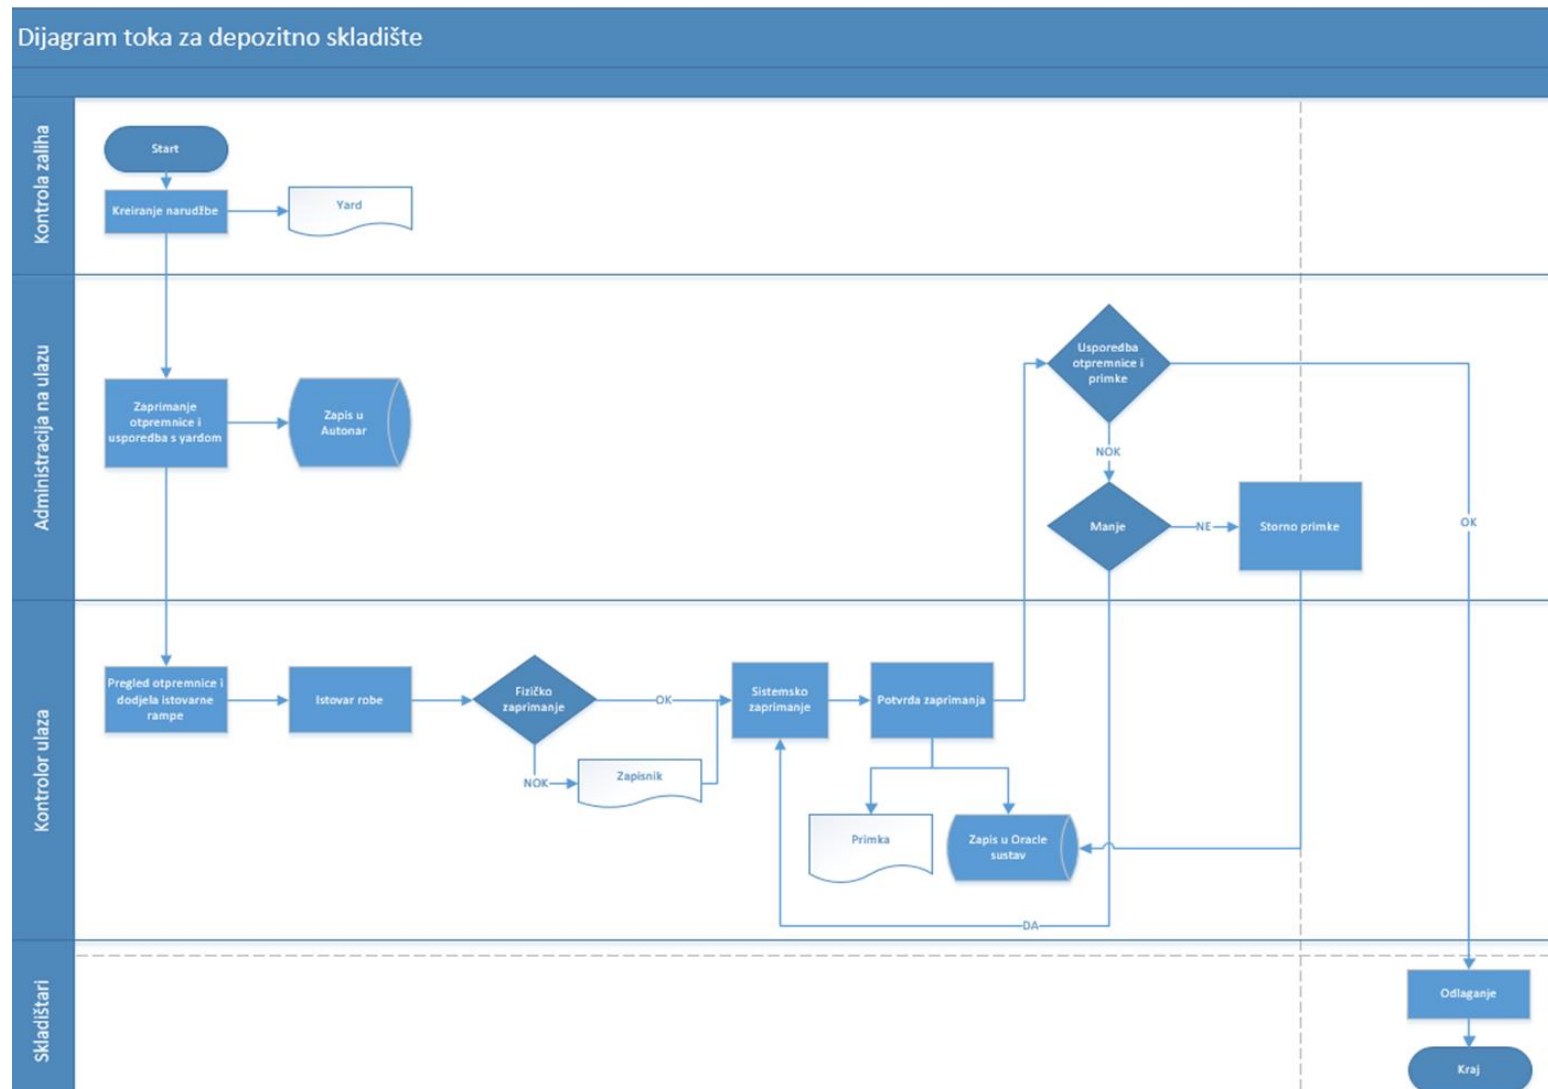 Dijagram toka za depozitno skladište
Kontrola zaliha
Start
Kreiranje narudžbe
Yard
Administracija na ulazu
Zaprimanje
otpremnice i
usporedba s yardom
Zapis u
Autonar
Usporedba
otpremnice i
primke
NOK
Manje
NE
Storno primke
OK
Kontrolor ulaza
Pregled otpremnice i
dodjela istovarne
rampe
Istovar robe
Fizičko
zaprimanje
OK
NOK
Zapisnik
Sistemsko
zaprimanje
Potvrda zaprimanja
Primka
Zapis u Oracle
sustav
DA
Skladištari
Odlaganje
Kraj